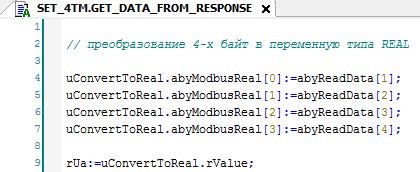 SET_4TM.GET_DATA_FROM_RESPONSE
1
2 // преобразование 4-х байт в переменную типа REAL
3
4 uConvertToReal.abyModbusReal[0]:=abyReadData[1];
5 uConvertToReal.abyModbusReal[1]:=abyReadData[2];
6 uConvertToReal.abyModbusReal[2]:=abyReadData[3];
7 uConvertToReal.abyModbusReal[3]:=abyReadData[4];
8
9 rUa:=uConvertToReal.rValue;